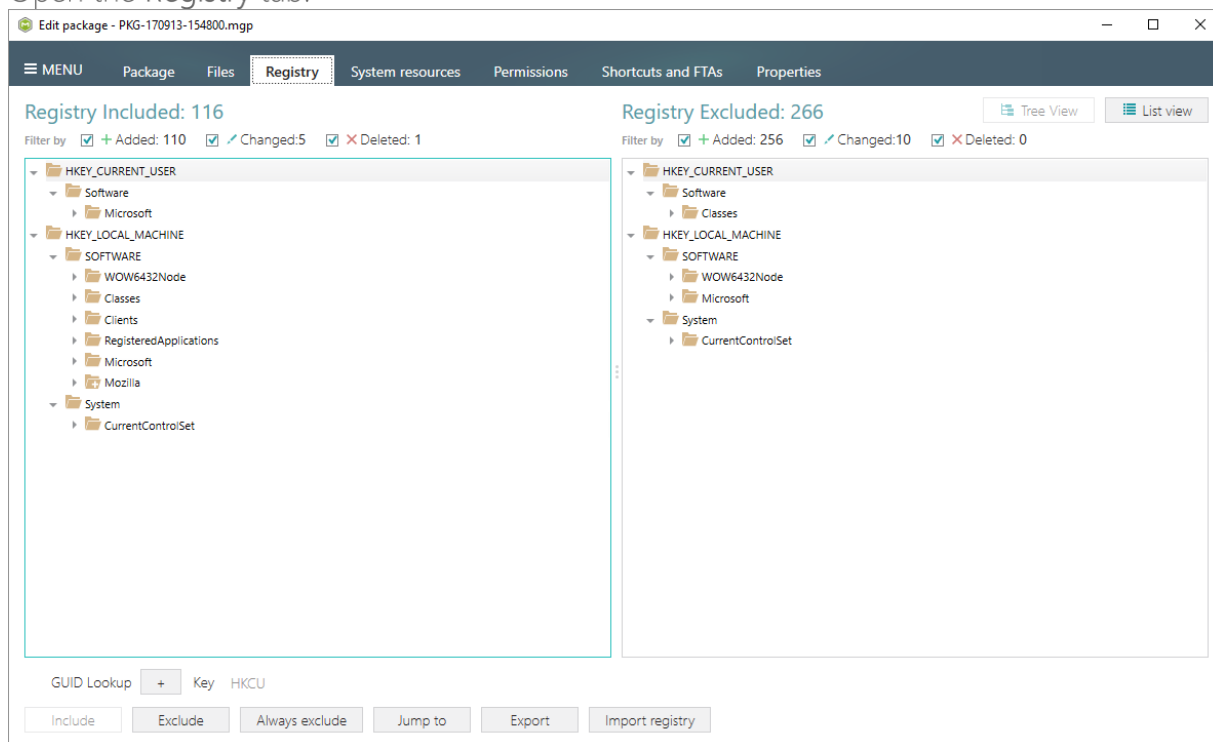 Open the Registry tab.
Edit package - PKG-170913-154800.mgp
MENU Package Files Registry System resources Permissions Shortcuts and FTAs Properties
Registry Included: 116
Filter by + Added: 110 Changed:5 Deleted: 1
HKEY_CURRENT_USER
Software
Microsoft
HKEY_LOCAL_MACHINE
SOFTWARE
WOW6432Node
Classes
Clients
RegisteredApplications
Microsoft
Mozilla
System
CurrentControlSet
Registry Excluded: 266 Tree View List view
Filter by + Added: 256 Changed:10 Deleted: 0
HKEY_CURRENT_USER
Software
Classes
HKEY_LOCAL_MACHINE
SOFTWARE
WOW6432Node
Microsoft
System
CurrentControlSet
GUID Lookup + Key HKCU
Include Exclude Always exclude Jump to Export Import registry